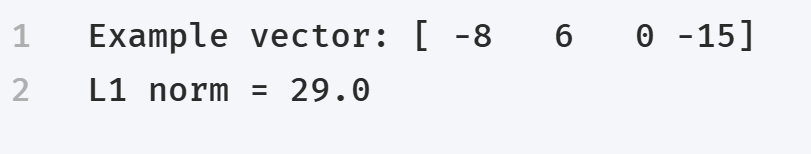 1 Example vector: [ -8   6   0 -15]
2 L1 norm = 29.0